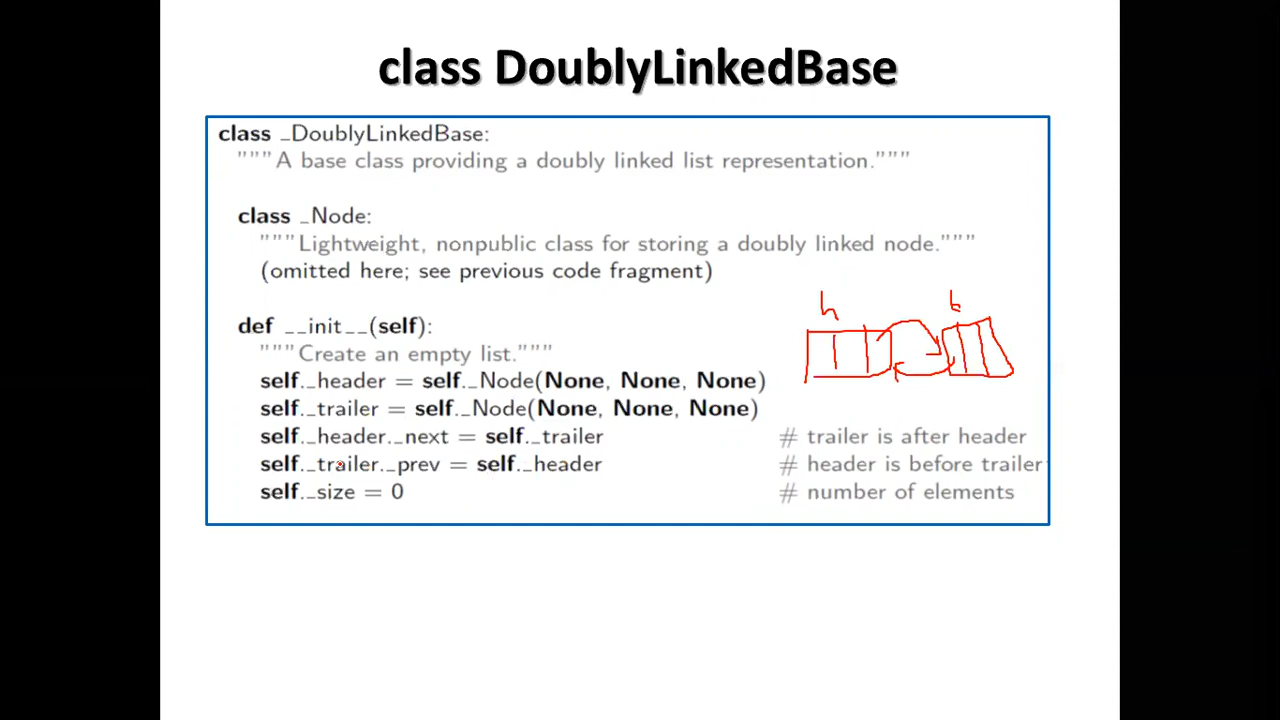 class DoublyLinkedBase
class _DoublyLinkedBase:
"""A base class providing a doubly linked list representation."""
class _Node:
"""Lightweight, nonpublic class for storing a doubly linked node."""
(omitted here; see previous code fragment)
def __init__(self):
"""Create an empty list."""
self._header = self._Node(None, None, None)
self._trailer = self._Node(None, None, None)
self._header._next = self._trailer # trailer is after header
self._trailer._prev = self._header # header is before trailer
self._size = 0 # number of elements
h t